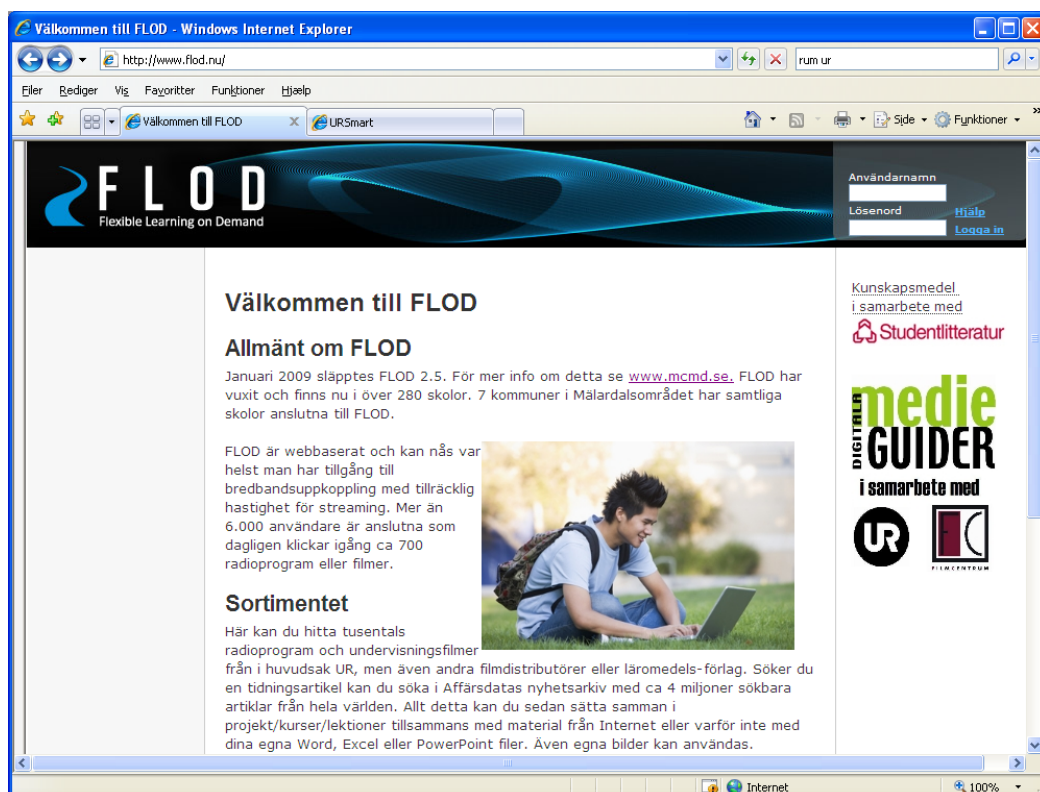 Välkommen till FLOD - Windows Internet Explorer
http://www.flod.nu/
rum ur
Filer Rediger Vis Favoritter Funktioner Hjælp
Välkommen till FLOD X URSmart
Side Funktioner
FLOD
Flexible Learning on Demand
Användarnamn
Lösenord Hjälp
Logga in
Välkommen till FLOD
Allmänt om FLOD
Januari 2009 släpptes FLOD 2.5. För mer info om detta se www.mcmd.se. FLOD har
vuxit och finns nu i över 280 skolor. 7 kommuner i Mälardalsområdet har samtliga
skolor anslutna till FLOD.
FLOD är webbaserat och kan nås var
helst man har tillgång till
bredbandsuppkoppling med tillräcklig
hastighet för streaming. Mer än
6.000 användare är anslutna som
dagligen klickar igång ca 700
radioprogram eller filmer.
Sortimentet
Här kan du hitta tusentals
radioprogram och undervisningsfilmer
från i huvudsak UR, men även andra filmdistributörer eller läromedels-förlag. Söker du
en tidningsartikel kan du söka i Affärsdatas nyhetsarkiv med ca 4 miljoner sökbara
artiklar från hela världen. Allt detta kan du sedan sätta samman i
projekt/kurser/lektioner tillsammans med material från Internet eller varför inte med
dina egna Word, Excel eller PowerPoint filer. Även egna bilder kan användas.
Kunskapsmedel
i samarbete med
Studentlitteratur
DIGITALA
medie
GUIDER
i samarbete med
UR FC
FILMCENTRUM
Internet 100%